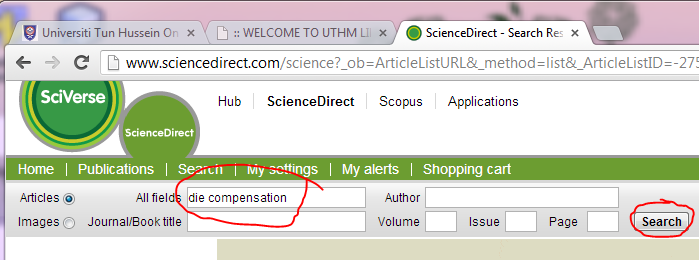 Universiti Tun Hussein On
:: WELCOME TO UTHM LI
ScienceDirect - Search Res
www.sciencedirect.com/science?_ob=ArticleListURL&_method=list&_ArticleListID=-275
SciVerse
ScienceDirect
Hub ScienceDirect Scopus Applications
Home Publications Search My settings My alerts Shopping cart
Articles All fields die compensation Author
Images Journal/Book title Volume Issue Page Search